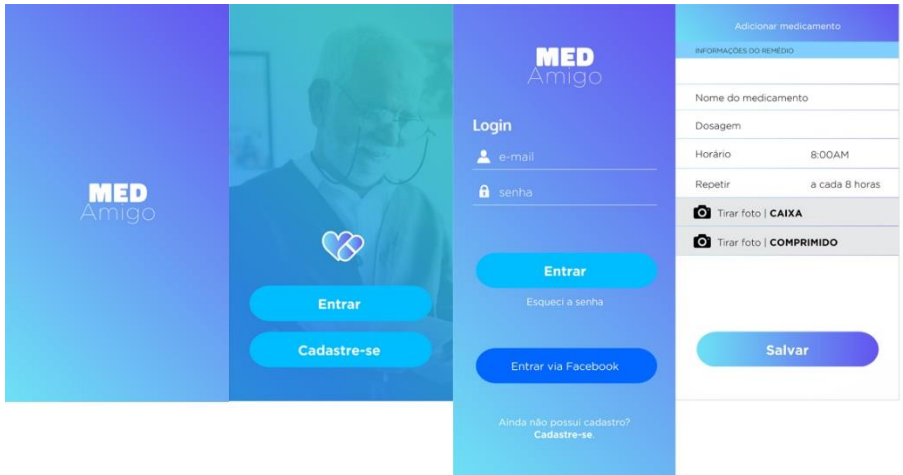 MED
Amigo
Entrar
Cadastre-se
MED
Amigo
Login
e-mail
senha
Entrar
Esqueci a senha
Entrar via Facebook
Ainda não possui cadastro?
Cadastre-se.
Adicionar medicamento
INFORMAÇÕES DO REMÉDIO
Nome do medicamento
Dosagem
Horário 8:00AM
Repetir a cada 8 horas
Tirar foto | CAIXA
Tirar foto | COMPRIMIDO
Salvar